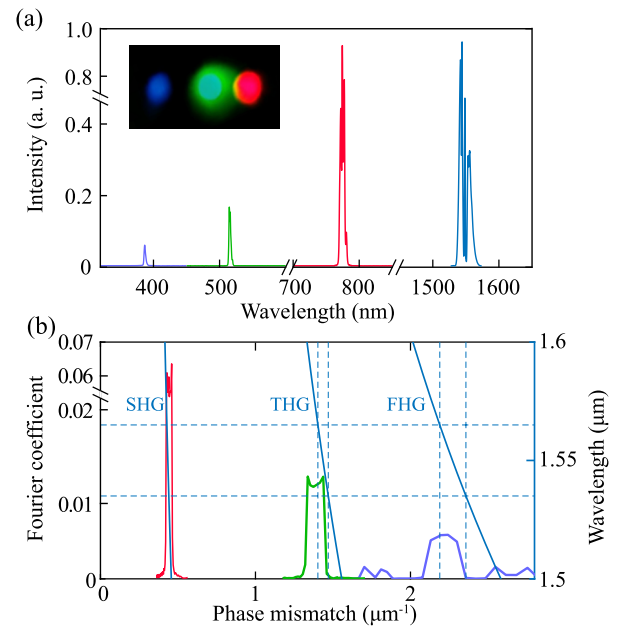 (a)
1.0
0.8
0.4
0.2
0
Intensity (a. u.)
400 500 700 800 1500 1600
Wavelength (nm)
(b)
0.07
0.06
0.02
0.01
0
Fourier coefficient
SHG THG FHG
1.6
1.55
1.5
Wavelength (μm)
0 1 2
Phase mismatch (μm⁻¹)